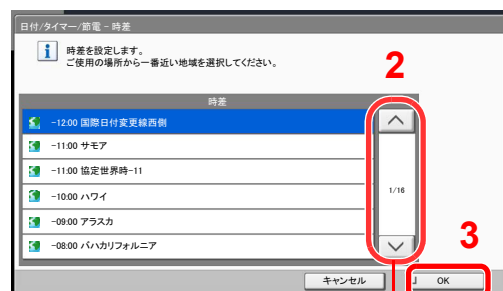 日付/タイマー/節電 - 時差
時差を設定します。
ご使用の場所から一番近い地域を選択してください。
2
時差
-12:00 国際日付変更線西側
-11:00 サモア
-11:00 協定世界時-11
-10:00 ハワイ
1/16
-09:00 アラスカ
-08:00 バハカリフォルニア
3
キャンセル
OK